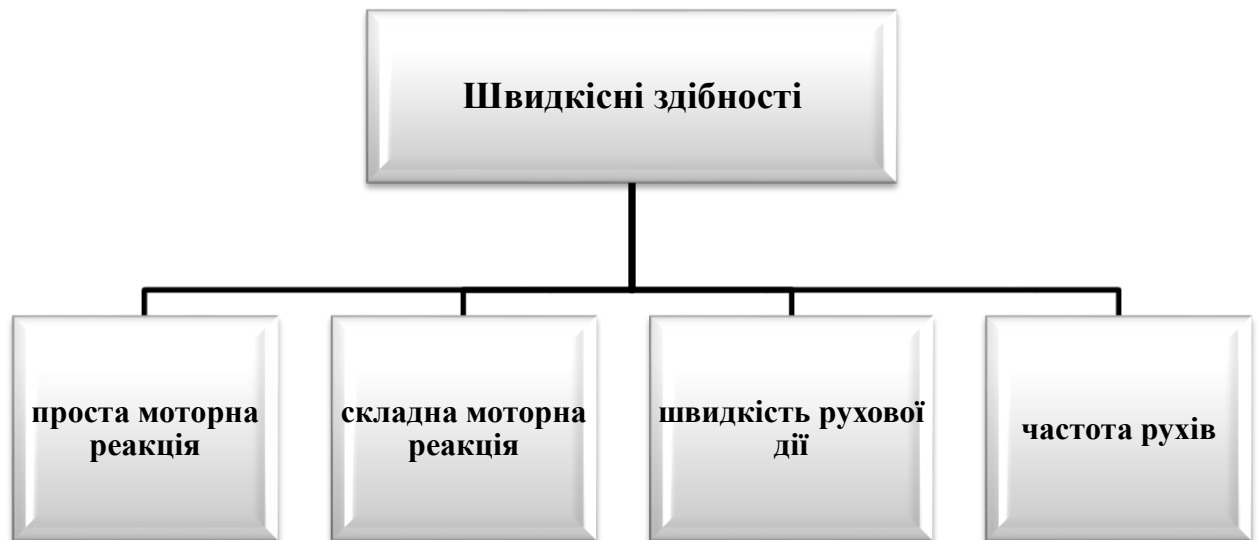 Швидкісні здібності
проста моторна
реакція
складна моторна
реакція
швидкість рухової
дії
частота рухів